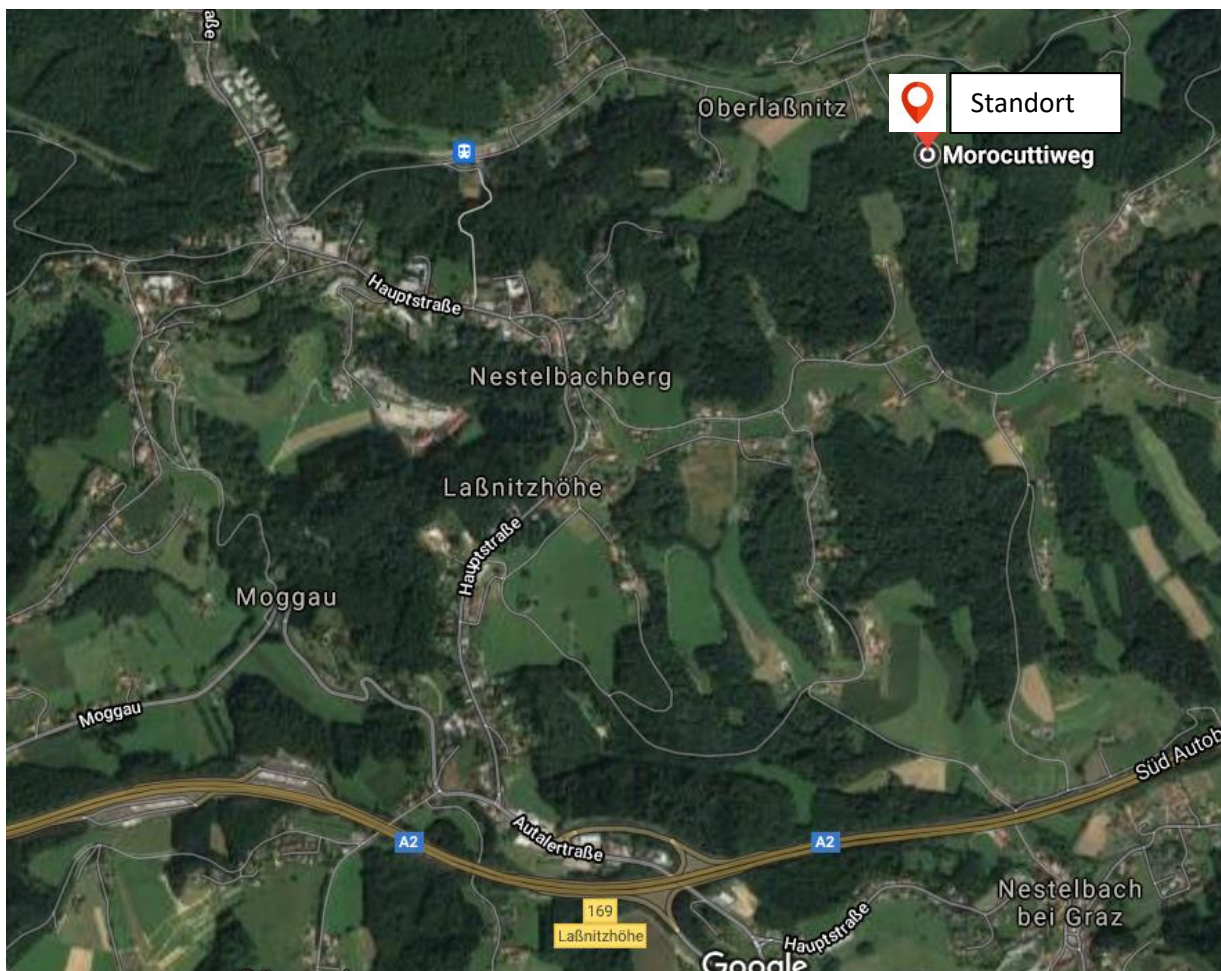 aße
Oberlaßnitz
Standort
Morocuttiweg
Hauptstraße
Nestelbachberg
Laßnitzhöhe
Hauptstraße
Moggau
Moggau
Süd Autob
A2
Autalertraße
A2
169
Laßnitzhöhe
Nestelbach
bei Graz
Hauptstraße
Google